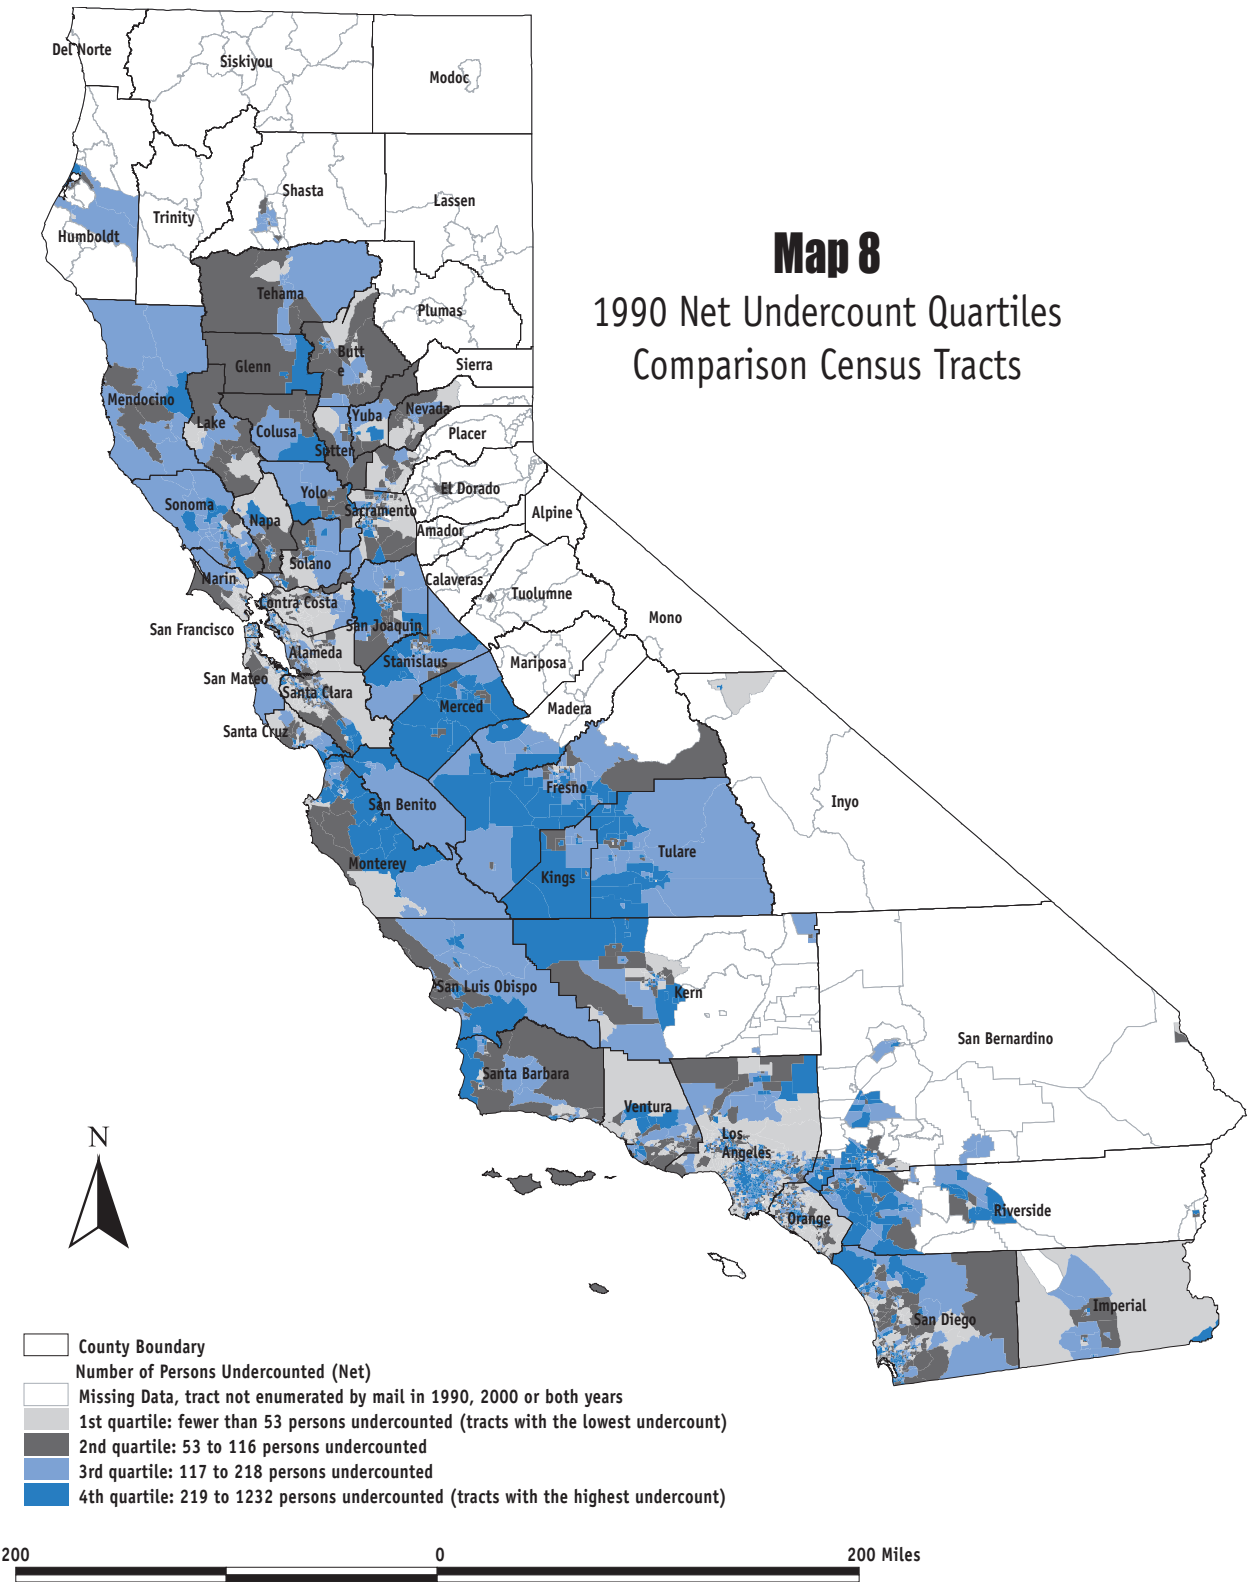 Map 8
1990 Net Undercount Quartiles
Comparison Census Tracts
Del Norte
Siskiyou
Modoc
Shasta
Lassen
Trinity
Humboldt
Tehama
Plumas
Butt
e
Glenn
Sierra
Mendocino
Nevada
Yuba
Lake
Colusa
Placer
Sutter
El Dorado
Yolo
Sonoma
Sacramento
Alpine
Napa
Amador
Solano
Marin
Calaveras
Tuolumne
Contra Costa
Mono
San Francisco
San Joaquin
Alameda
Stanislaus
Mariposa
San Mateo
Santa Clara
Merced
Madera
Santa Cruz
Fresno
San Benito
Inyo
Tulare
Monterey
Kings
San Luis Obispo
Kern
San Bernardino
Santa Barbara
Ventura
Los
Angeles
N
Riverside
Orange
Imperial
San Diego
County Boundary
Number of Persons Undercounted (Net)
Missing Data, tract not enumerated by mail in 1990, 2000 or both years
1st quartile: fewer than 53 persons undercounted (tracts with the lowest undercount)
2nd quartile: 53 to 116 persons undercounted
3rd quartile: 117 to 218 persons undercounted
4th quartile: 219 to 1232 persons undercounted (tracts with the highest undercount)
200 0 200 Miles